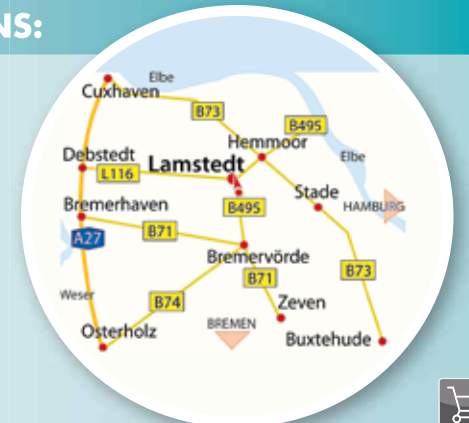 NS:
Elbe
Cuxhaven
B73
B495
Hemmoor
Debstedt
Lamstedt
Elbe
L116
Stade
Bremerhaven
B495
HAMBURG
B71
A27
Bremervörde
B71
B73
Weser
B74
Zeven
BREMEN
Osterholz
Buxtehude